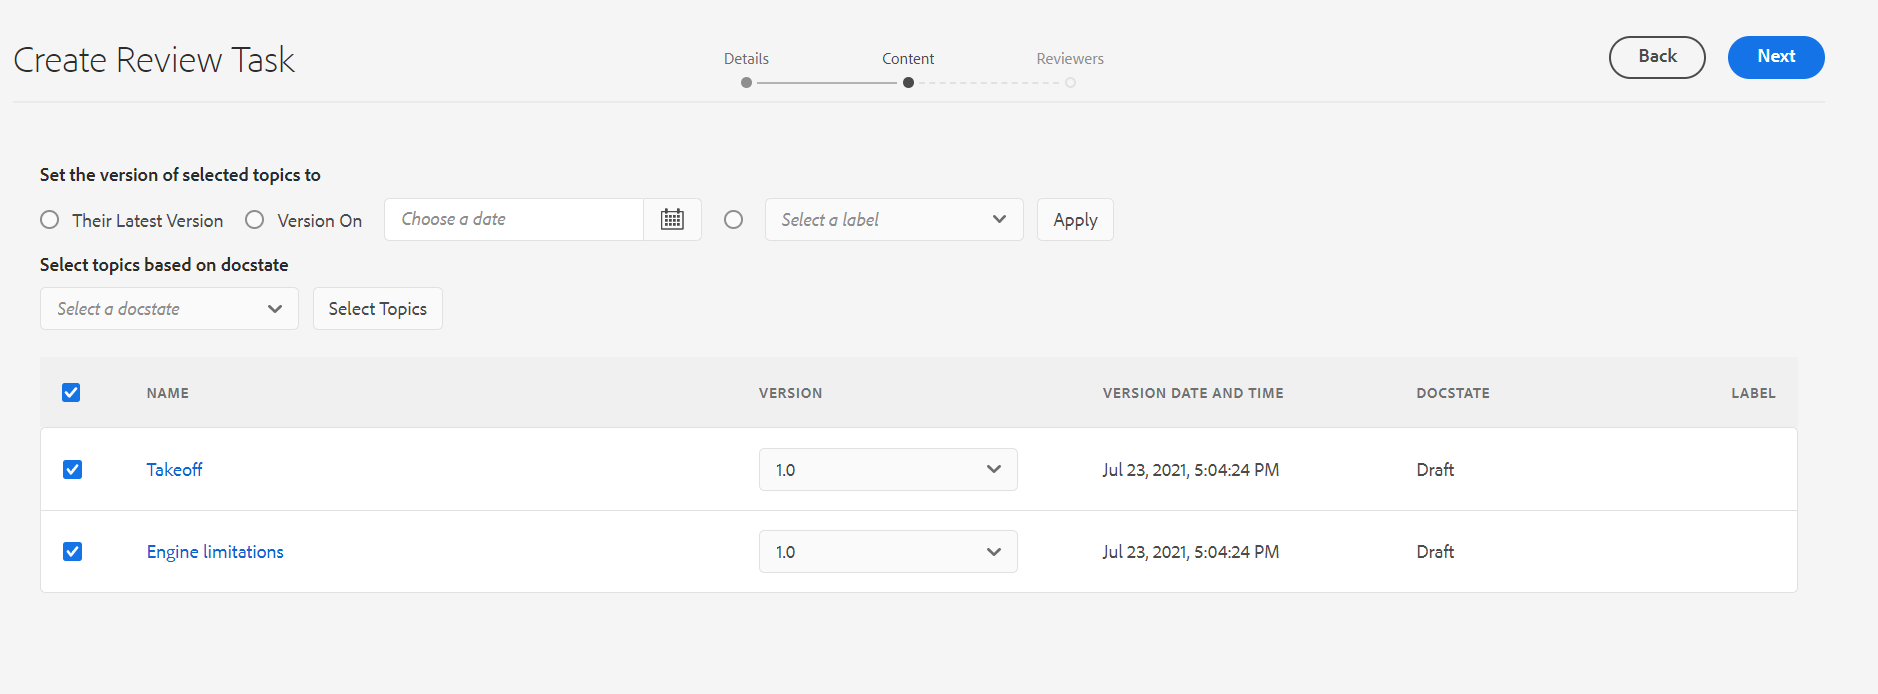 Create Review Task
Details Content Reviewers
Back Next
Set the version of selected topics to
Their Latest Version Version On Choose a date Select a label Apply
Select topics based on docstate
Select a docstate Select Topics
NAME VERSION VERSION DATE AND TIME DOCSTATE LABEL
Takeoff 1.0 Jul 23, 2021, 5:04:24 PM Draft
Engine limitations 1.0 Jul 23, 2021, 5:04:24 PM Draft